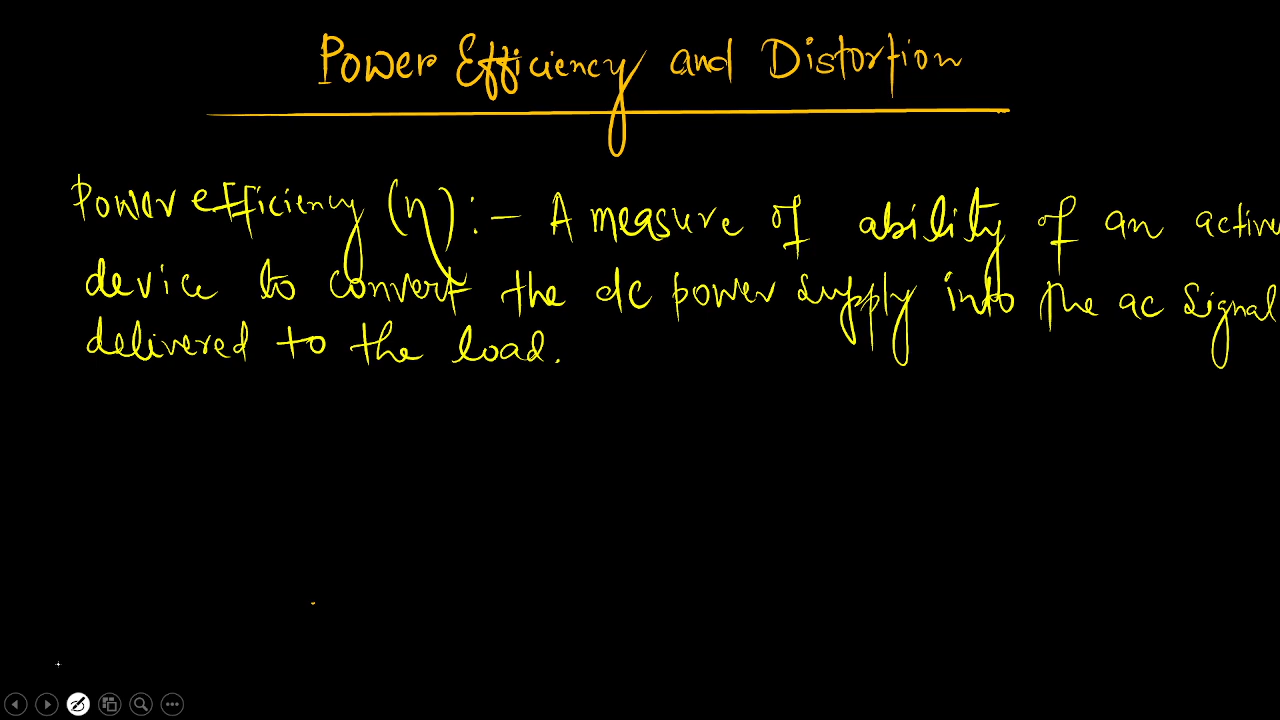 Power Efficiency and Distortion
Power efficiency (η):- A measure of ability of an active
device to convert the dc power supply into the ac signal
delivered to the load.